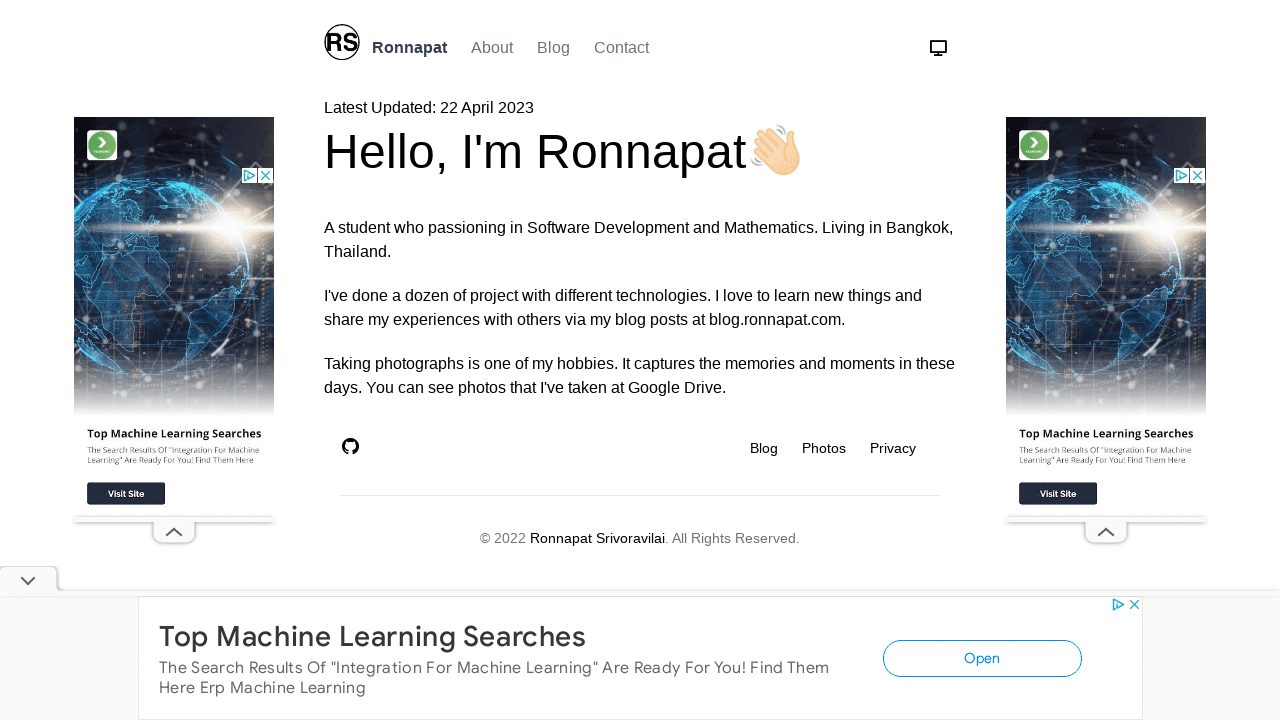 RS
Ronnapat
About
Blog
Contact
Latest Updated: 22 April 2023
Hello, I'm Ronnapat
A student who passioning in Software Development and Mathematics. Living in Bangkok,
Thailand.
I've done a dozen of project with different technologies. I love to learn new things and
share my experiences with others via my blog posts at blog.ronnapat.com.
Taking photographs is one of my hobbies. It captures the memories and moments in these
days. You can see photos that I've taken at Google Drive.
Blog
Photos
Privacy
© 2022 Ronnapat Srivoravilai. All Rights Reserved.
Top Machine Learning Searches
The Search Results Of "Integration For Machine
Learning" Are Ready For You! Find Them Here
Visit Site
Top Machine Learning Searches
The Search Results Of "Integration For Machine
Learning" Are Ready For You! Find Them Here
Visit Site
Top Machine Learning Searches
The Search Results Of "Integration For Machine Learning" Are Ready For You! Find Them
Here Erp Machine Learning
Open